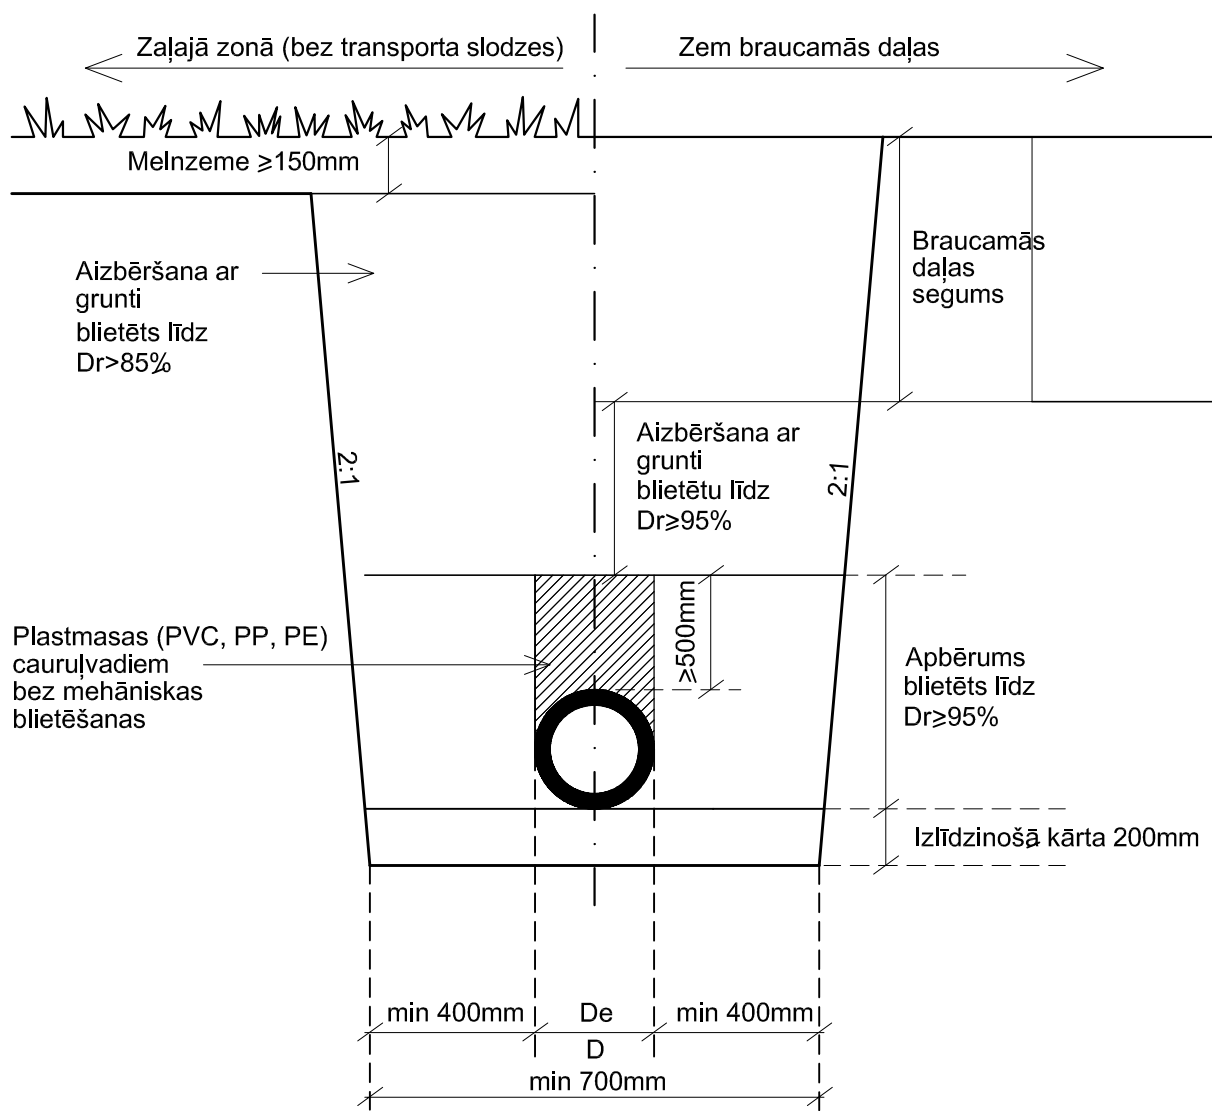 Zaļajā zonā (bez transporta slodzes)
Zem braucamās daļas
Melnzeme ≥150mm
Aizbēršana ar
grunti
blietēts līdz
Dr>85%
Braucamās
daļas
segums
2:1
Aizbēršana ar
grunti
blietētu līdz
Dr≥95%
2:1
≥500mm
Plastmasas (PVC, PP, PE)
cauruļvadiem
bez mehāniskas
blietēšanas
Apbērums
blietēts līdz
Dr≥95%
Izlīdzinošā kārta 200mm
min 400mm
De
min 400mm
D
min 700mm